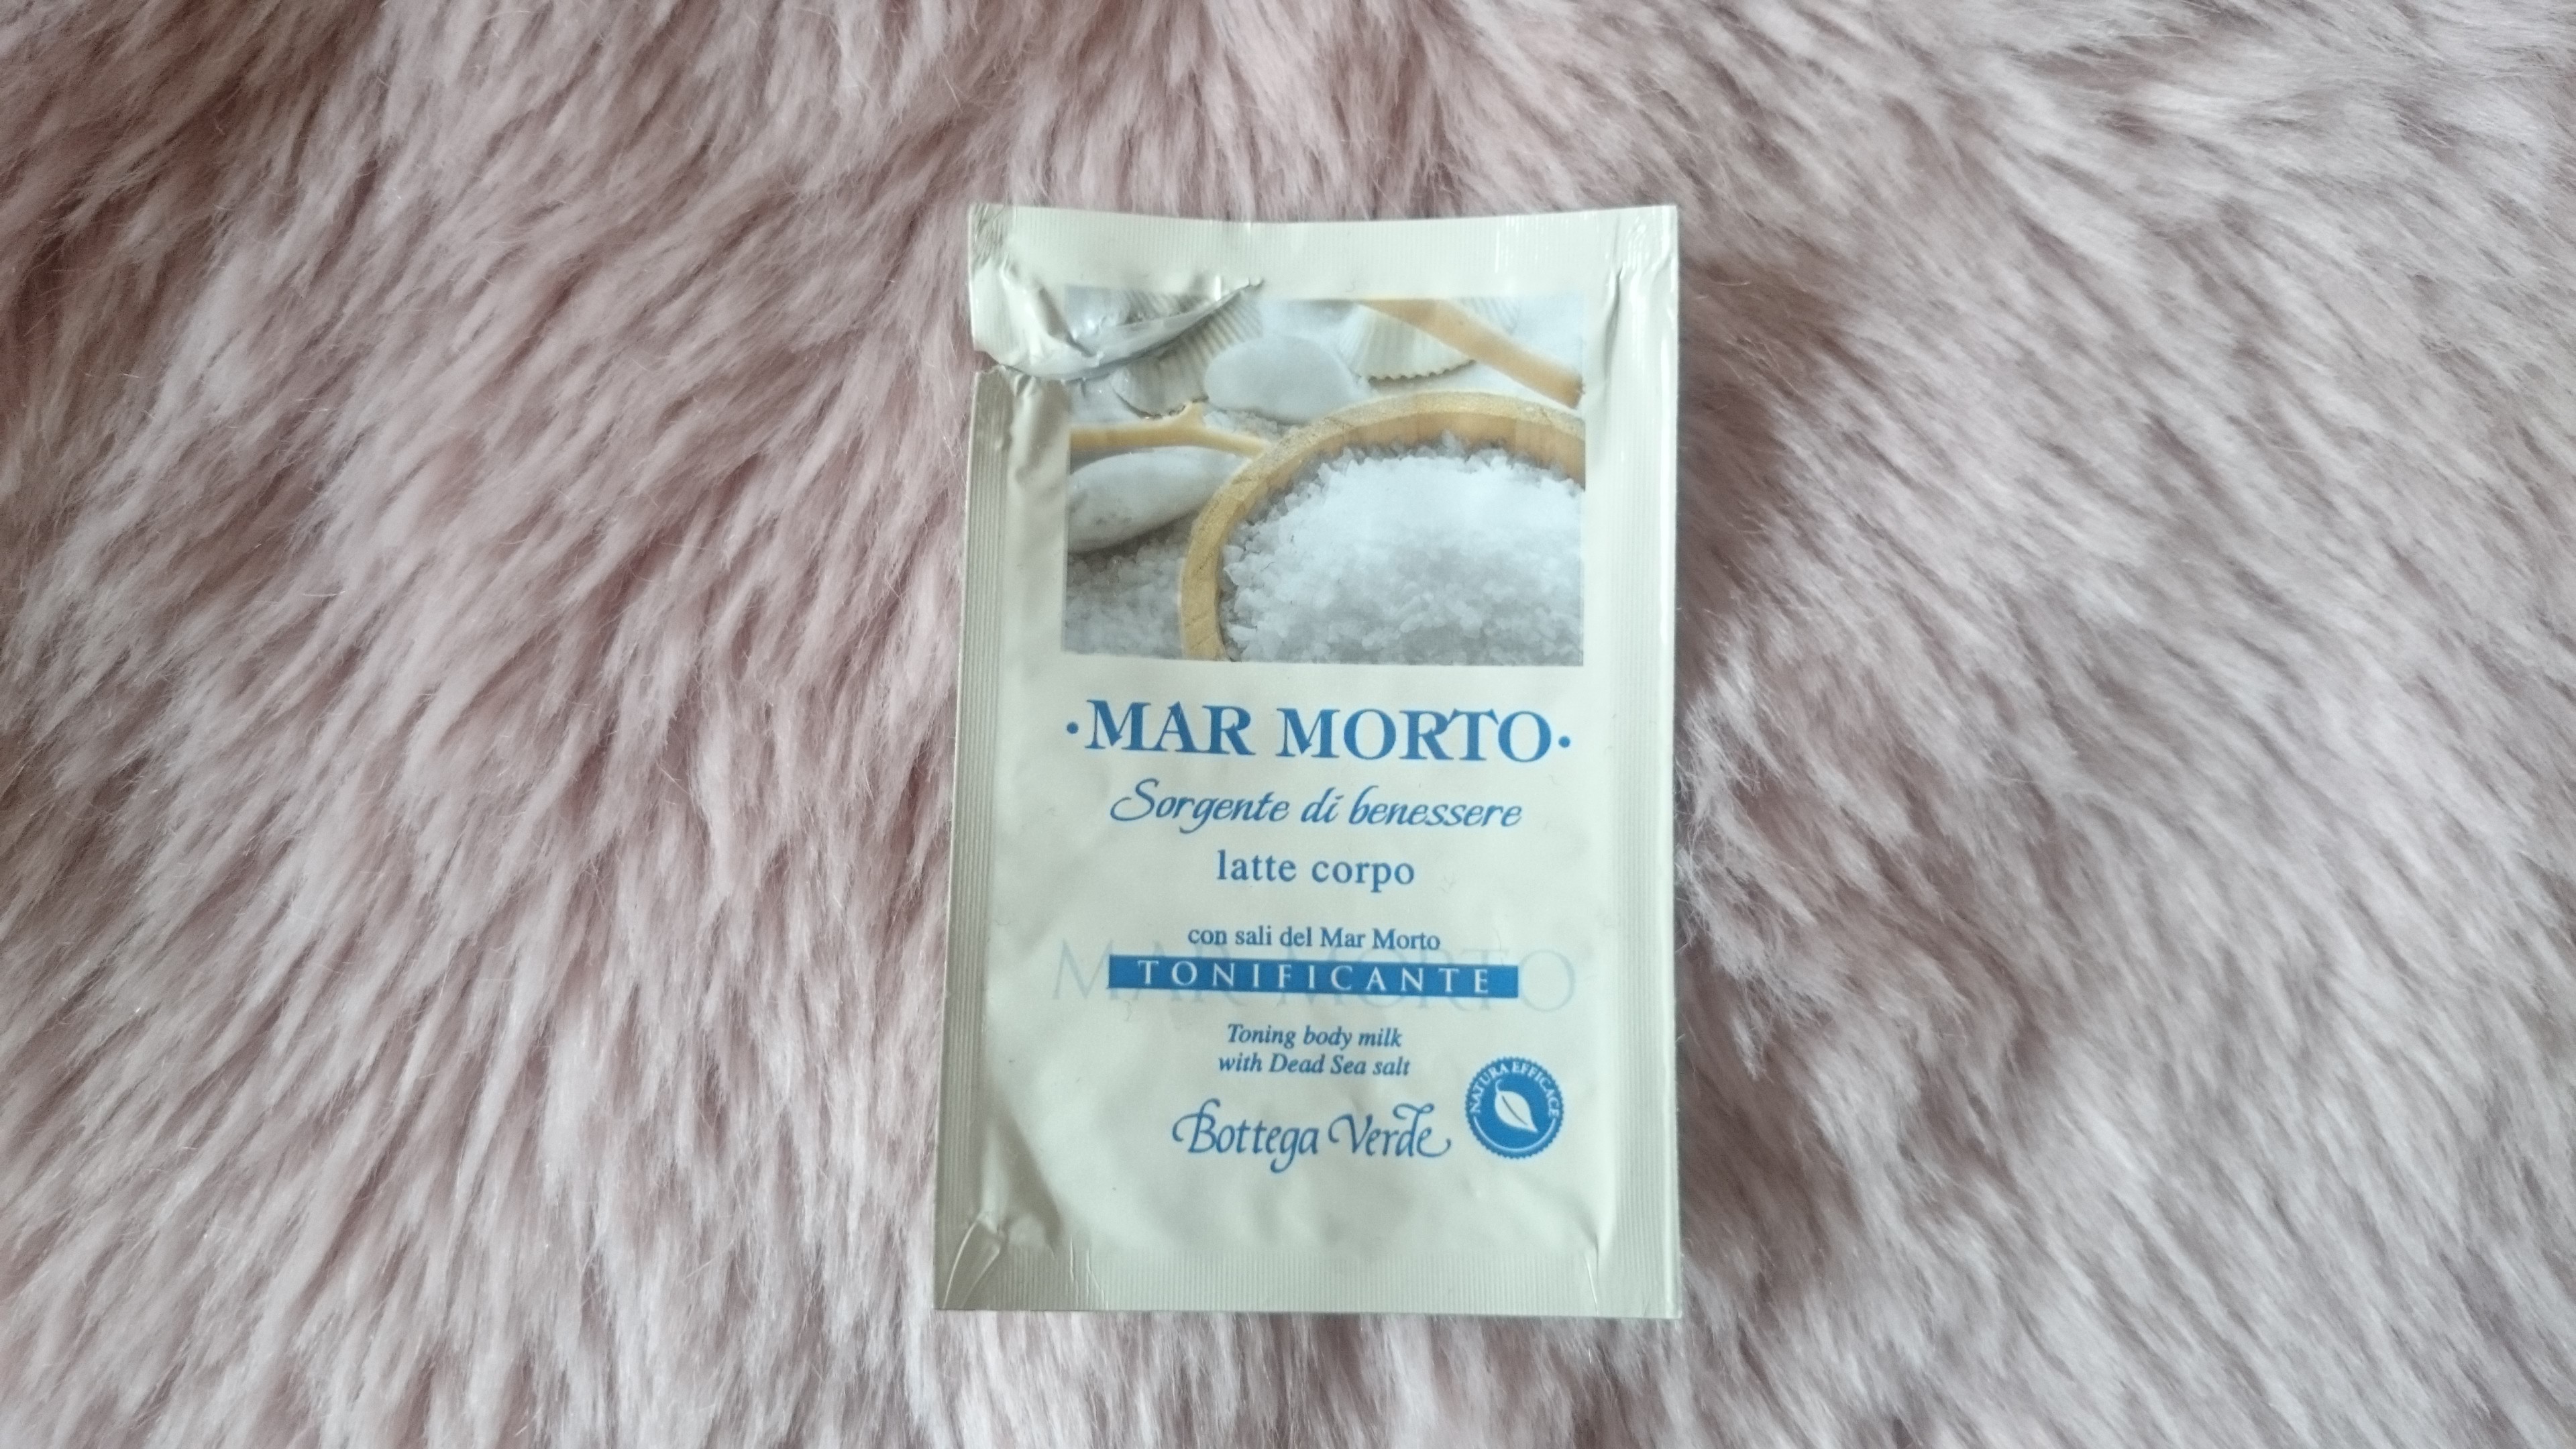 ·MAR MORTO·
Sorgente di benessere
latte corpo
con sali del Mar Morto
MAR MORTO
TONIFICANTE
Toning body milk
with Dead Sea salt
NATURA EFFICACE
Bottega Verde